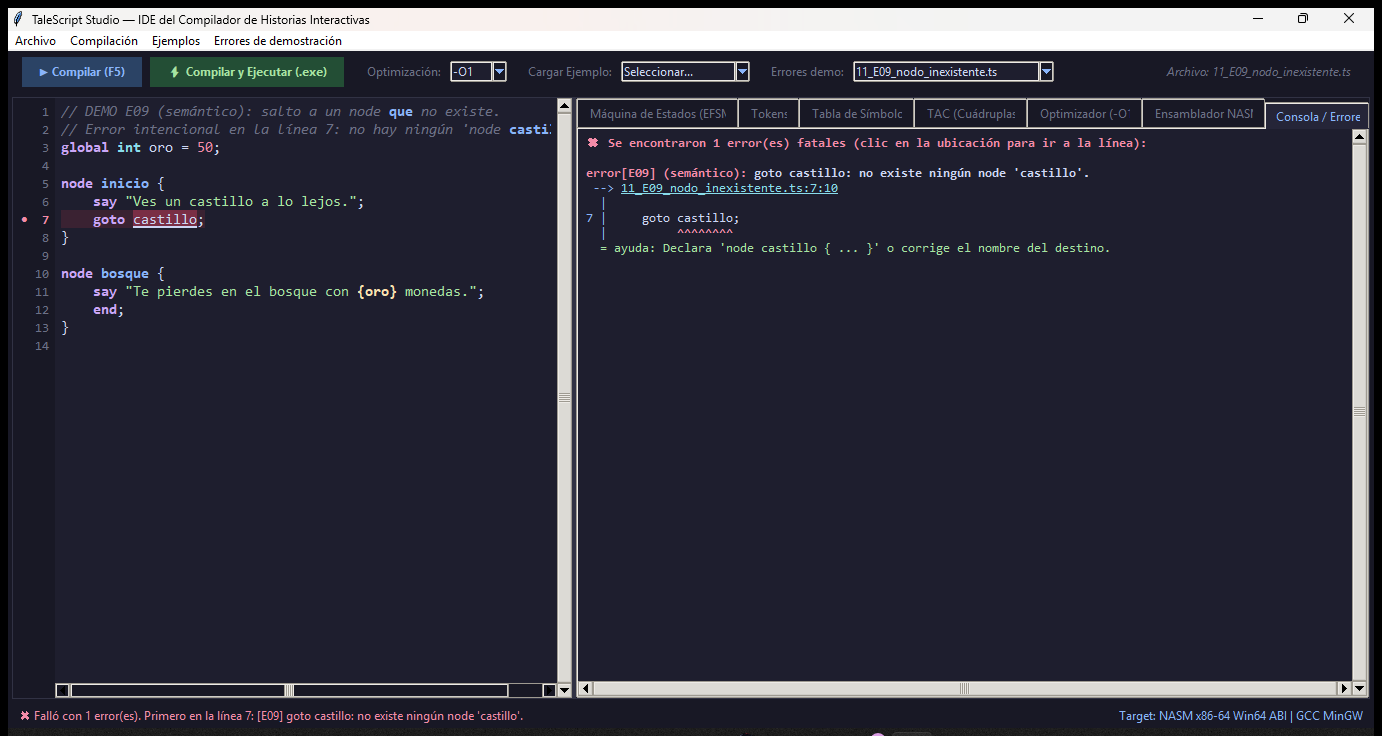 TaleScript Studio — IDE del Compilador de Historias Interactivas
Archivo Compilación Ejemplos Errores de demostración
► Compilar (F5) Compilar y Ejecutar (.exe) Optimización: -O1 Cargar Ejemplo: Seleccionar... Errores demo: 11_E09_nodo_inexistente.ts Archivo: 11_E09_nodo_inexistente.ts
1 // DEMO E09 (semántico): salto a un node que no existe.
2 // Error intencional en la línea 7: no hay ningún 'node casti
3 global int oro = 50;
4
5 node inicio {
6 say "Ves un castillo a lo lejos.";
7 goto castillo;
8 }
9
10 node bosque {
11 say "Te pierdes en el bosque con {oro} monedas.";
12 end;
13 }
14
Máquina de Estados (EFSM Tokens Tabla de Símbolo TAC (Cuádruplas Optimizador (-O Ensamblador NASM Consola / Errore
✖ Se encontraron 1 error(es) fatales (clic en la ubicación para ir a la línea):
error[E09] (semántico): goto castillo: no existe ningún node 'castillo'.
--> 11_E09_nodo_inexistente.ts:7:10
|
7 | goto castillo;
| ^^^^^^^^
= ayuda: Declara 'node castillo { ... }' o corrige el nombre del destino.
✖ Falló con 1 error(es). Primero en la línea 7: [E09] goto castillo: no existe ningún node 'castillo'.
Target: NASM x86-64 Win64 ABI | GCC MinGW